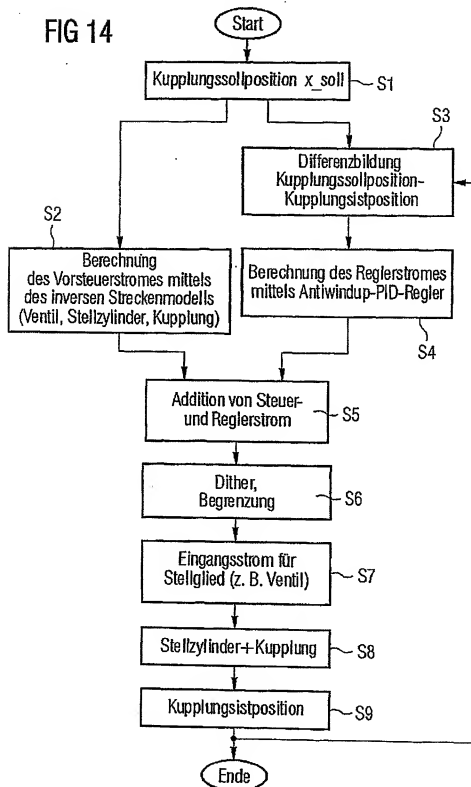 FIG 14
Start
Kupplungssollposition x_soll
S1
S3
Differenzbildung
Kupplungssollposition-
Kupplungsistposition
S2
Berechnung
des Vorsteuerstromes mittels
des inversen Streckenmodells
(Ventil, Stellzylinder, Kupplung)
Berechnung des Reglerstromes
mittels Antiwindup-PID-Regler
S4
Addition von Steuer-
und Reglerstrom
S5
Dither,
Begrenzung
S6
Eingangsstrom für
Stellglied (z. B. Ventil)
S7
Stellzylinder+Kupplung
S8
Kupplungsistposition
S9
Ende